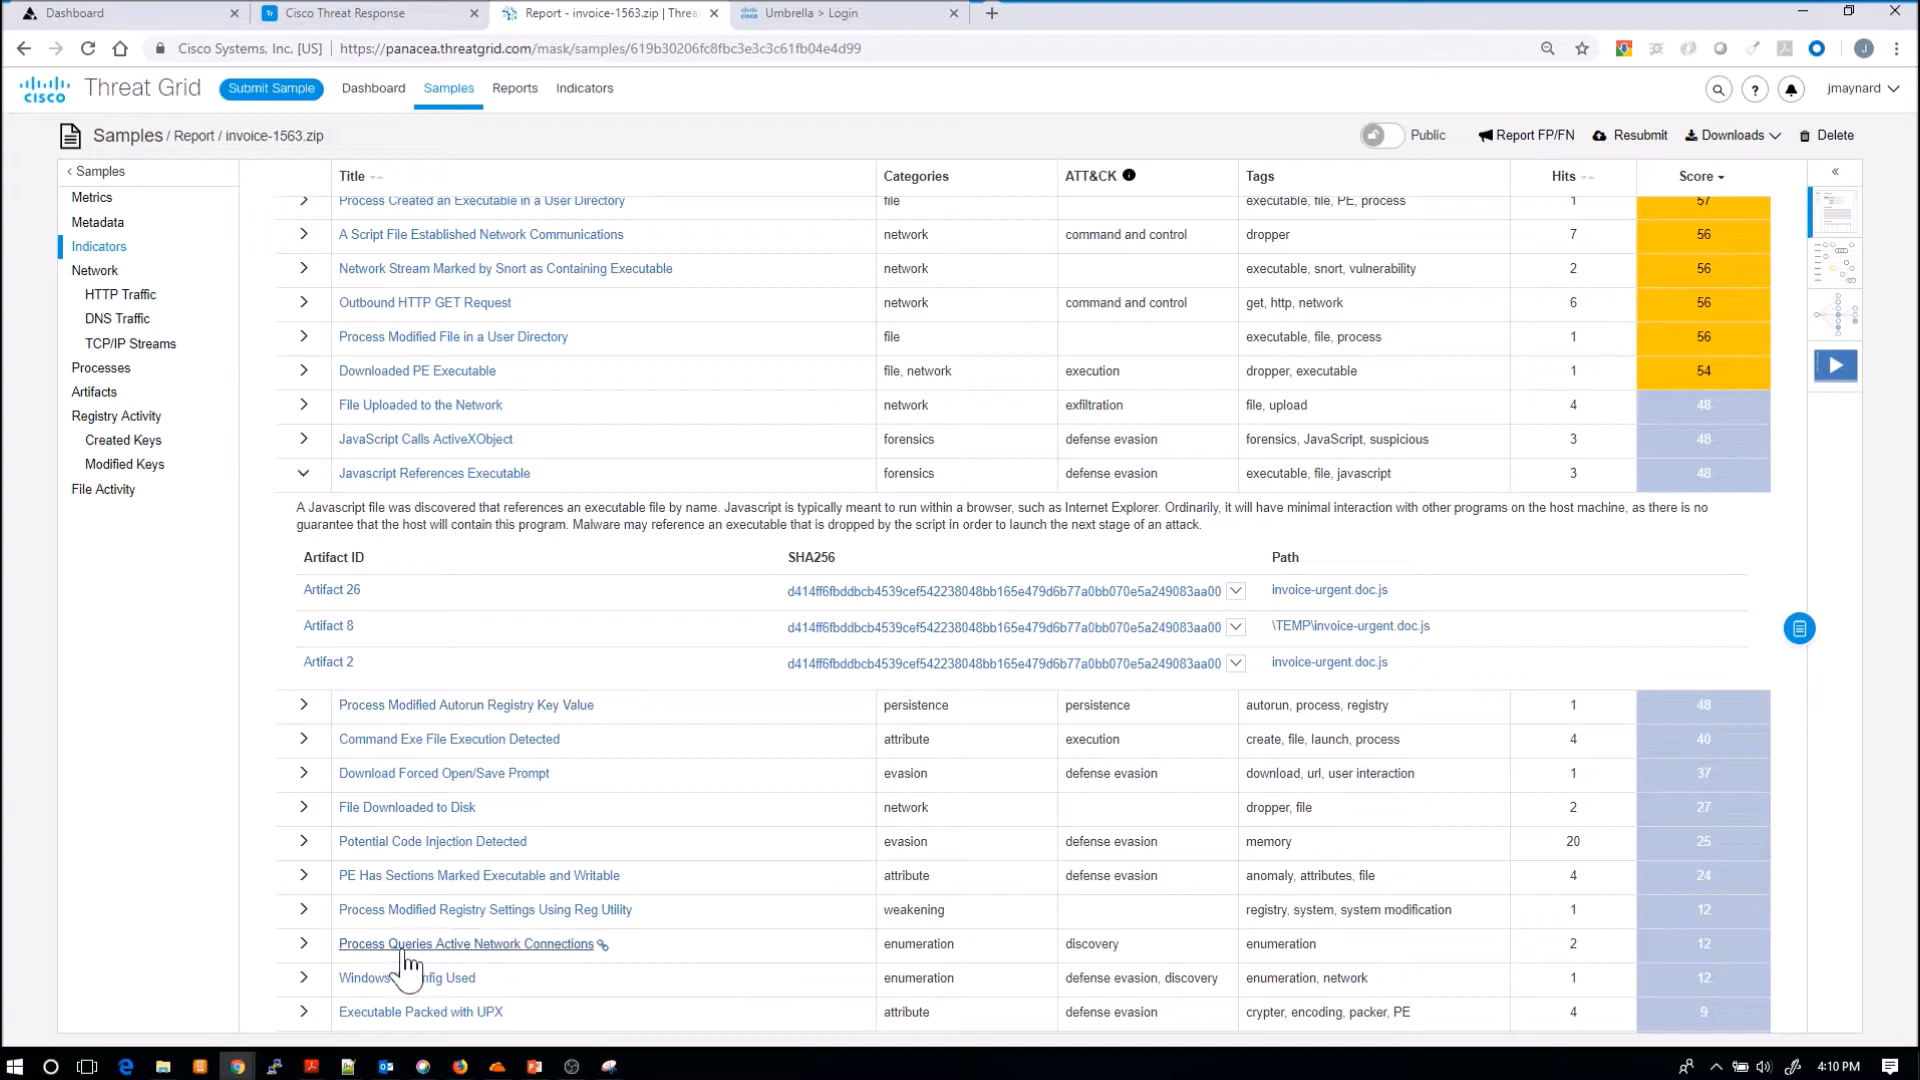 Dashboard
Cisco Threat Response
Report - invoice-1563.zip | Threa
Umbrella > Login
Cisco Systems, Inc. [US]
https://panacea.threatgrid.com/mask/samples/619b30206fc8fbc3e3c3c61fb04e4d99
CISCO
Threat Grid
Submit Sample
Dashboard
Samples
Reports
Indicators
jmaynard
Samples / Report / invoice-1563.zip
Public
Report FP/FN
Resubmit
Downloads
Delete
< Samples
Metrics
Metadata
Indicators
Network
HTTP Traffic
DNS Traffic
TCP/IP Streams
Processes
Artifacts
Registry Activity
Created Keys
Modified Keys
File Activity
Title Categories ATT&CK Tags Hits Score
Process Created an Executable in a User Directory file executable, file, PE, process 1 57
A Script File Established Network Communications network command and control dropper 7 56
Network Stream Marked by Snort as Containing Executable network executable, snort, vulnerability 2 56
Outbound HTTP GET Request network command and control get, http, network 6 56
Process Modified File in a User Directory file executable, file, process 1 56
Downloaded PE Executable file, network execution dropper, executable 1 54
File Uploaded to the Network network exfiltration file, upload 4 48
JavaScript Calls ActiveXObject forensics defense evasion forensics, JavaScript, suspicious 3 48
Javascript References Executable forensics defense evasion executable, file, javascript 3 48
A Javascript file was discovered that references an executable file by name. Javascript is typically meant to run within a browser, such as Internet Explorer. Ordinarily, it will have minimal interaction with other programs on the host machine, as there is no
guarantee that the host will contain this program. Malware may reference an executable that is dropped by the script in order to launch the next stage of an attack.
Artifact ID SHA256 Path
Artifact 26 d414ff6fbddbcb4539cef542238048bb165e479d6b77a0bb070e5a249083aa00 invoice-urgent.doc.js
Artifact 8 d414ff6fbddbcb4539cef542238048bb165e479d6b77a0bb070e5a249083aa00 \TEMP\invoice-urgent.doc.js
Artifact 2 d414ff6fbddbcb4539cef542238048bb165e479d6b77a0bb070e5a249083aa00 invoice-urgent.doc.js
Process Modified Autorun Registry Key Value persistence persistence autorun, process, registry 1 48
Command Exe File Execution Detected attribute execution create, file, launch, process 4 40
Download Forced Open/Save Prompt evasion defense evasion download, url, user interaction 1 37
File Downloaded to Disk network dropper, file 2 27
Potential Code Injection Detected evasion defense evasion memory 20 25
PE Has Sections Marked Executable and Writable attribute defense evasion anomaly, attributes, file 4 24
Process Modified Registry Settings Using Reg Utility weakening registry, system, system modification 1 12
Process Queries Active Network Connections enumeration discovery enumeration 2 12
Windows fig Used enumeration defense evasion, discovery enumeration, network 1 12
Executable Packed with UPX attribute defense evasion crypter, encoding, packer, PE 4 9
4:10 PM